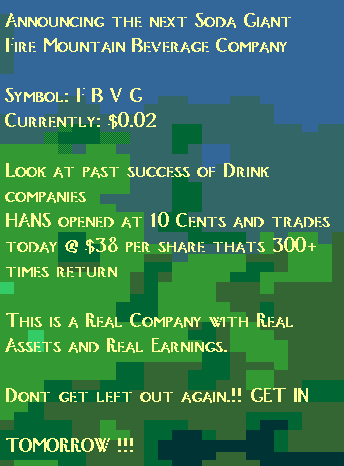 Announcing the next Soda Giant
Fire Mountain Beverage Company
Symbol: F B V G
Currently: $0.02
Look at past success of Drink
companies
HANS opened at 10 Cents and trades
today @ $38 per share thats 300+
times return
This is a Real Company with Real
Assets and Real Earnings.
Dont get left out again.!! GET IN
TOMORROW !!!